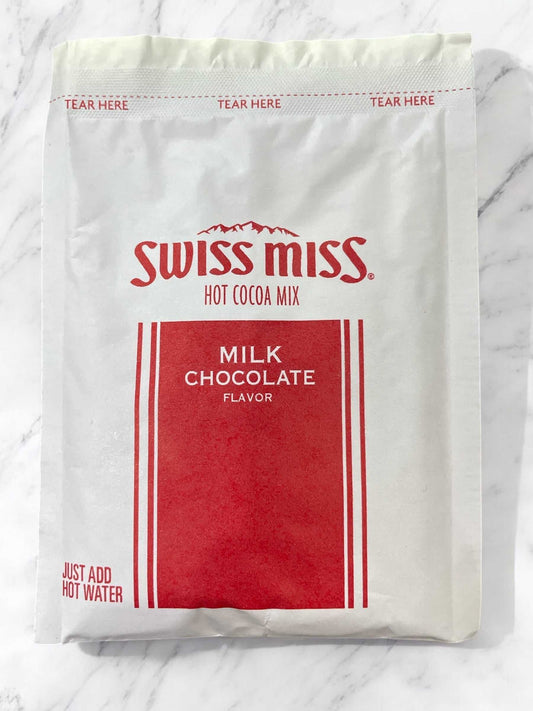 TEAR HERE TEAR HERE TEAR HERE
SWISS MISS®
HOT COCOA MIX
MILK
CHOCOLATE
FLAVOR
JUST ADD
HOT WATER